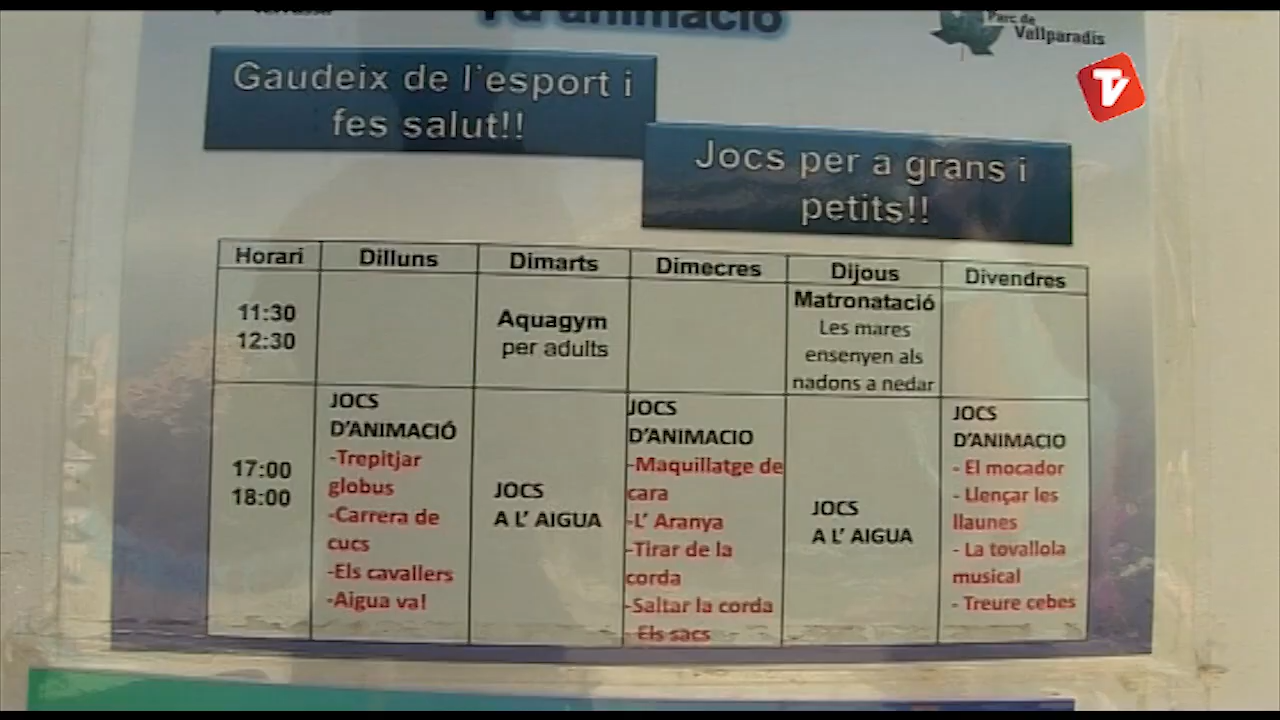 d'animació
Parc de
Vallparadís
Gaudeix de l'esport i
fes salut!!
Jocs per a grans i
petits!!
Horari Dilluns Dimarts Dimecres Dijous Divendres
11:30
12:30
Aquagym
per adults
Matronatació
Les mares
ensenyen als
nadons a nedar
17:00
18:00
JOCS
D'ANIMACIÓ
-Trepitjar
globus
-Carrera de
cucs
-Els cavallers
-Aigua va!
JOCS
A L' AIGUA
JOCS
D'ANIMACIO
-Maquillatge de
cara
-L' Aranya
-Tirar de la
corda
-Saltar la corda
- Els sacs
JOCS
A L' AIGUA
JOCS
D'ANIMACIO
- El mocador
- Llençar les
llaunes
- La tovallola
musical
- Treure cebes
TV